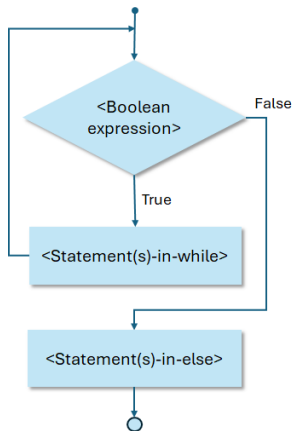 <Boolean
expression>
False
True
<Statement(s)-in-while>
<Statement(s)-in-else>